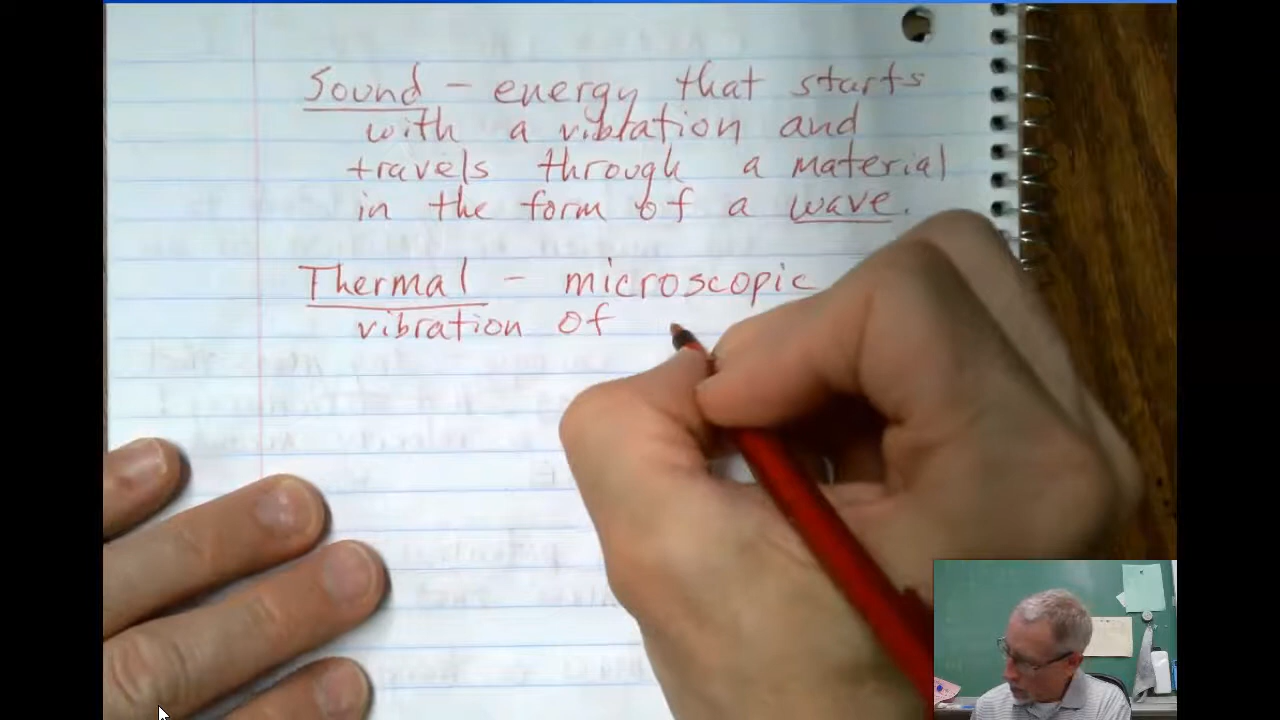 Sound - energy that starts
with a vibration and
travels through a material
in the form of a wave.
Thermal - microscopic
vibration of